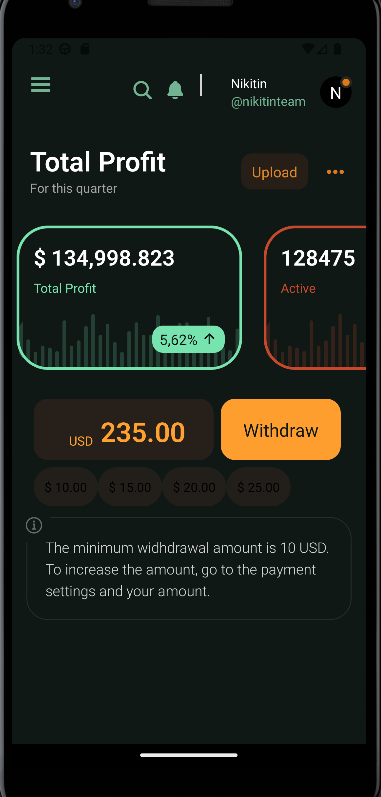 1:32
Nikitin
@nikitinteam
N
Total Profit
For this quarter
Upload
$ 134,998.823
Total Profit
5,62%
128475
Active
USD 235.00
Withdraw
$ 10.00 $ 15.00 $ 20.00 $ 25.00
The minimum widhdrawal amount is 10 USD.
To increase the amount, go to the payment
settings and your amount.